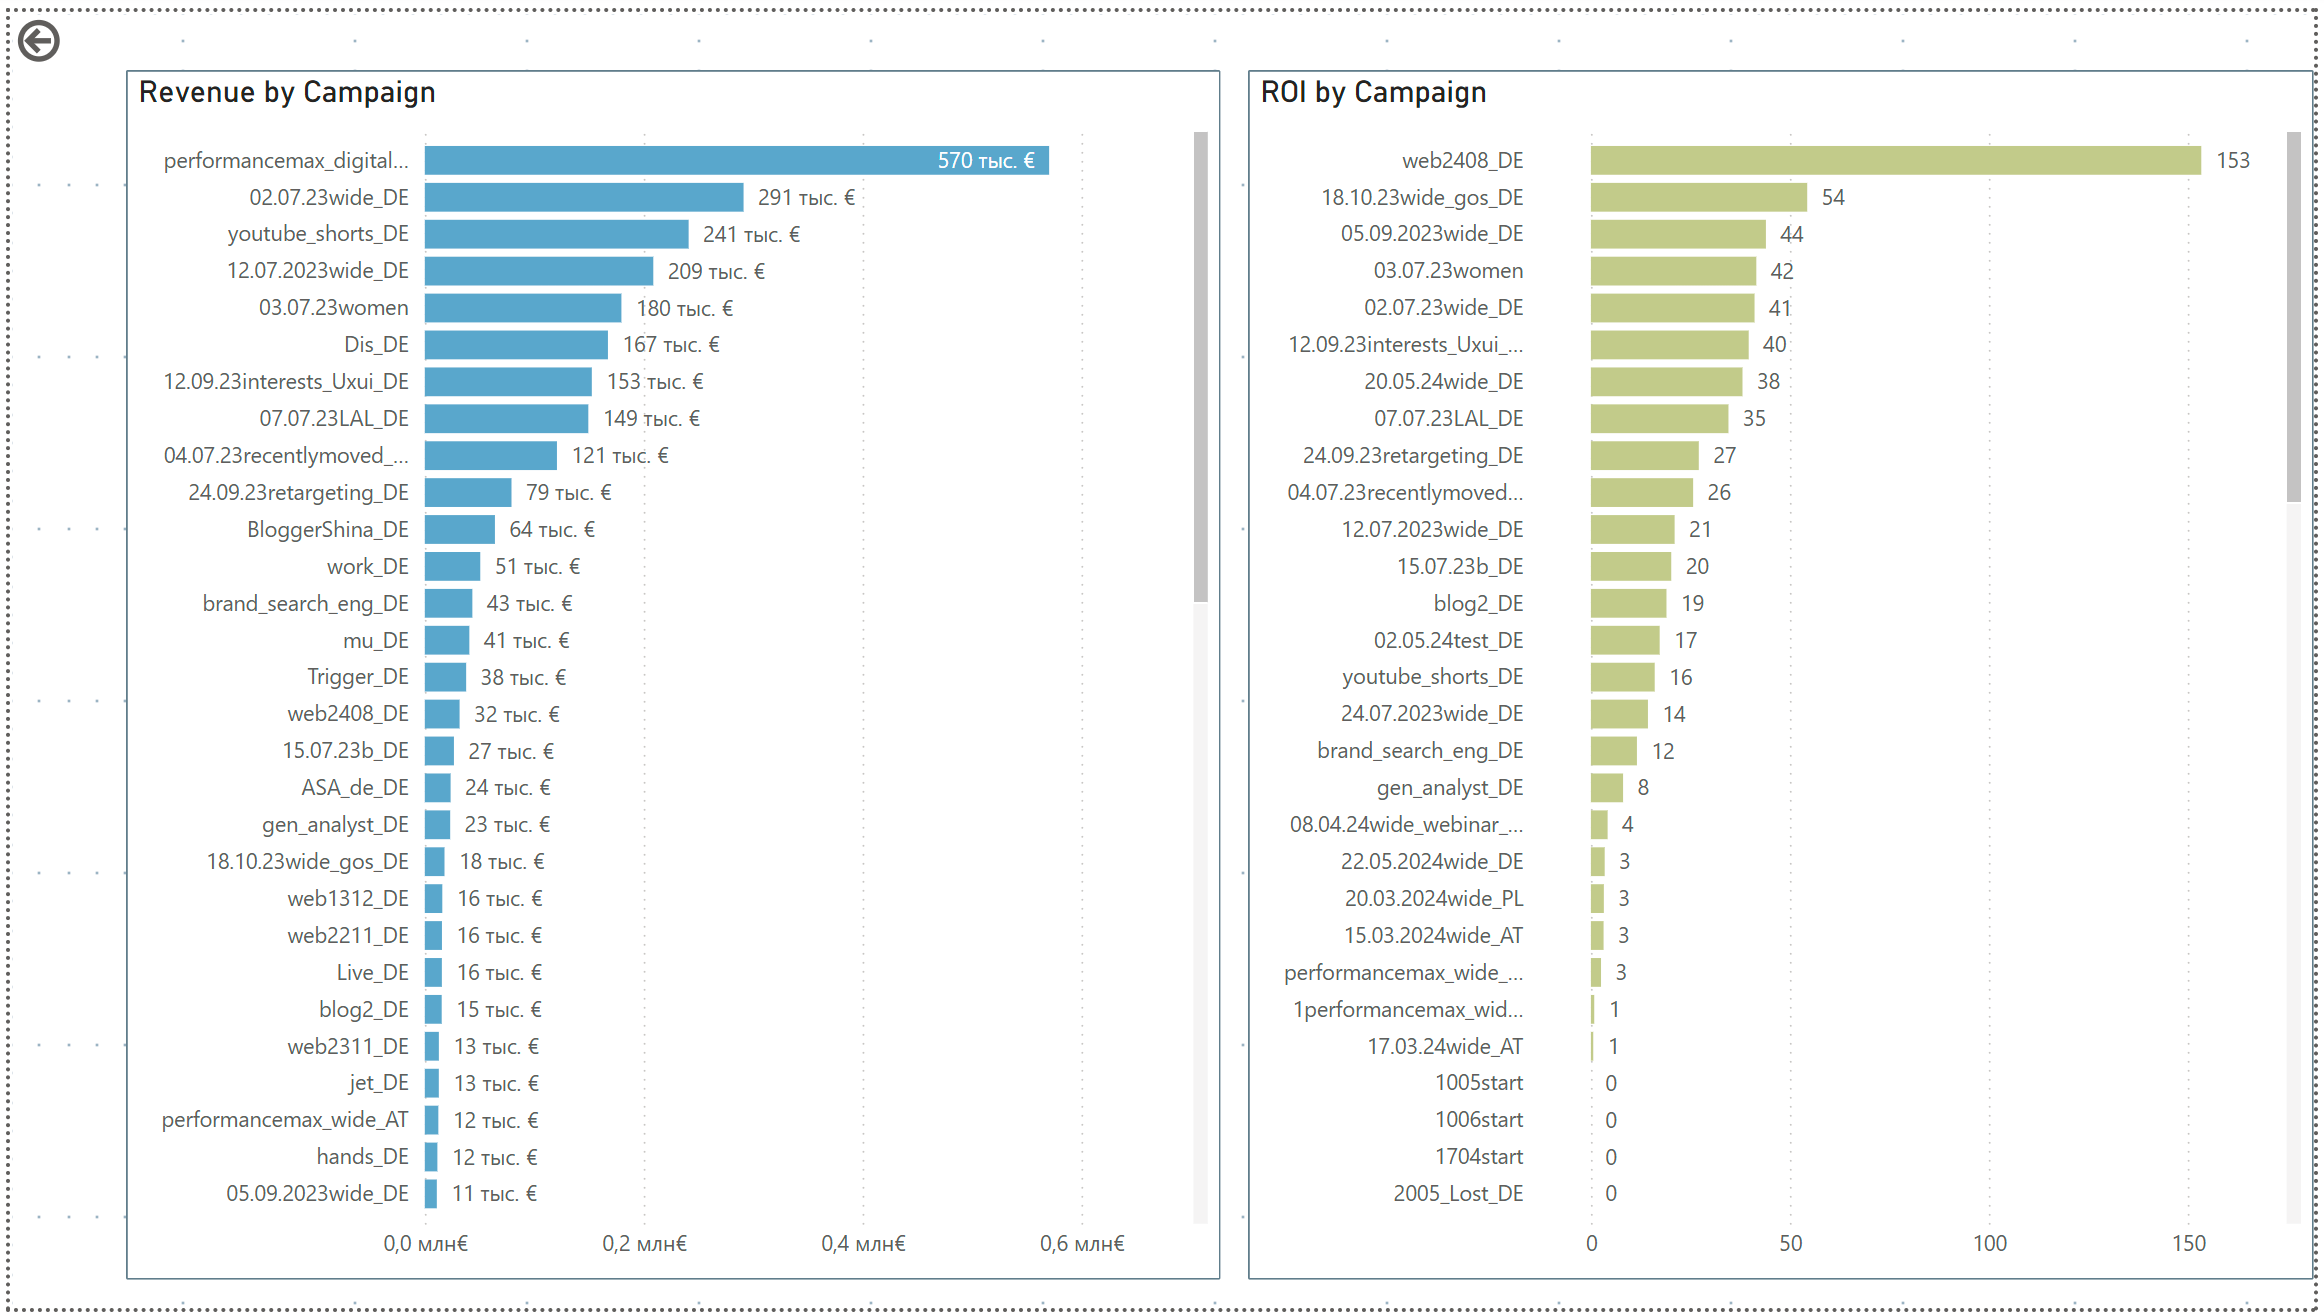 Revenue by Campaign
performancemax_digital... 570 тыс. €
02.07.23wide_DE 291 тыс. €
youtube_shorts_DE 241 тыс. €
12.07.2023wide_DE 209 тыс. €
03.07.23women 180 тыс. €
Dis_DE 167 тыс. €
12.09.23interests_Uxui_DE 153 тыс. €
07.07.23LAL_DE 149 тыс. €
04.07.23recentlymoved_... 121 тыс. €
24.09.23retargeting_DE 79 тыс. €
BloggerShina_DE 64 тыс. €
work_DE 51 тыс. €
brand_search_eng_DE 43 тыс. €
mu_DE 41 тыс. €
Trigger_DE 38 тыс. €
web2408_DE 32 тыс. €
15.07.23b_DE 27 тыс. €
ASA_de_DE 24 тыс. €
gen_analyst_DE 23 тыс. €
18.10.23wide_gos_DE 18 тыс. €
web1312_DE 16 тыс. €
web2211_DE 16 тыс. €
Live_DE 16 тыс. €
blog2_DE 15 тыс. €
web2311_DE 13 тыс. €
jet_DE 13 тыс. €
performancemax_wide_AT 12 тыс. €
hands_DE 12 тыс. €
05.09.2023wide_DE 11 тыс. €
0,0 млн€ 0,2 млн€ 0,4 млн€ 0,6 млн€
ROI by Campaign
web2408_DE 153
18.10.23wide_gos_DE 54
05.09.2023wide_DE 44
03.07.23women 42
02.07.23wide_DE 41
12.09.23interests_Uxui_... 40
20.05.24wide_DE 38
07.07.23LAL_DE 35
24.09.23retargeting_DE 27
04.07.23recentlymoved... 26
12.07.2023wide_DE 21
15.07.23b_DE 20
blog2_DE 19
02.05.24test_DE 17
youtube_shorts_DE 16
24.07.2023wide_DE 14
brand_search_eng_DE 12
gen_analyst_DE 8
08.04.24wide_webinar_... 4
22.05.2024wide_DE 3
20.03.2024wide_PL 3
15.03.2024wide_AT 3
performancemax_wide_... 3
1performancemax_wid... 1
17.03.24wide_AT 1
1005start 0
1006start 0
1704start 0
2005_Lost_DE 0
0 50 100 150